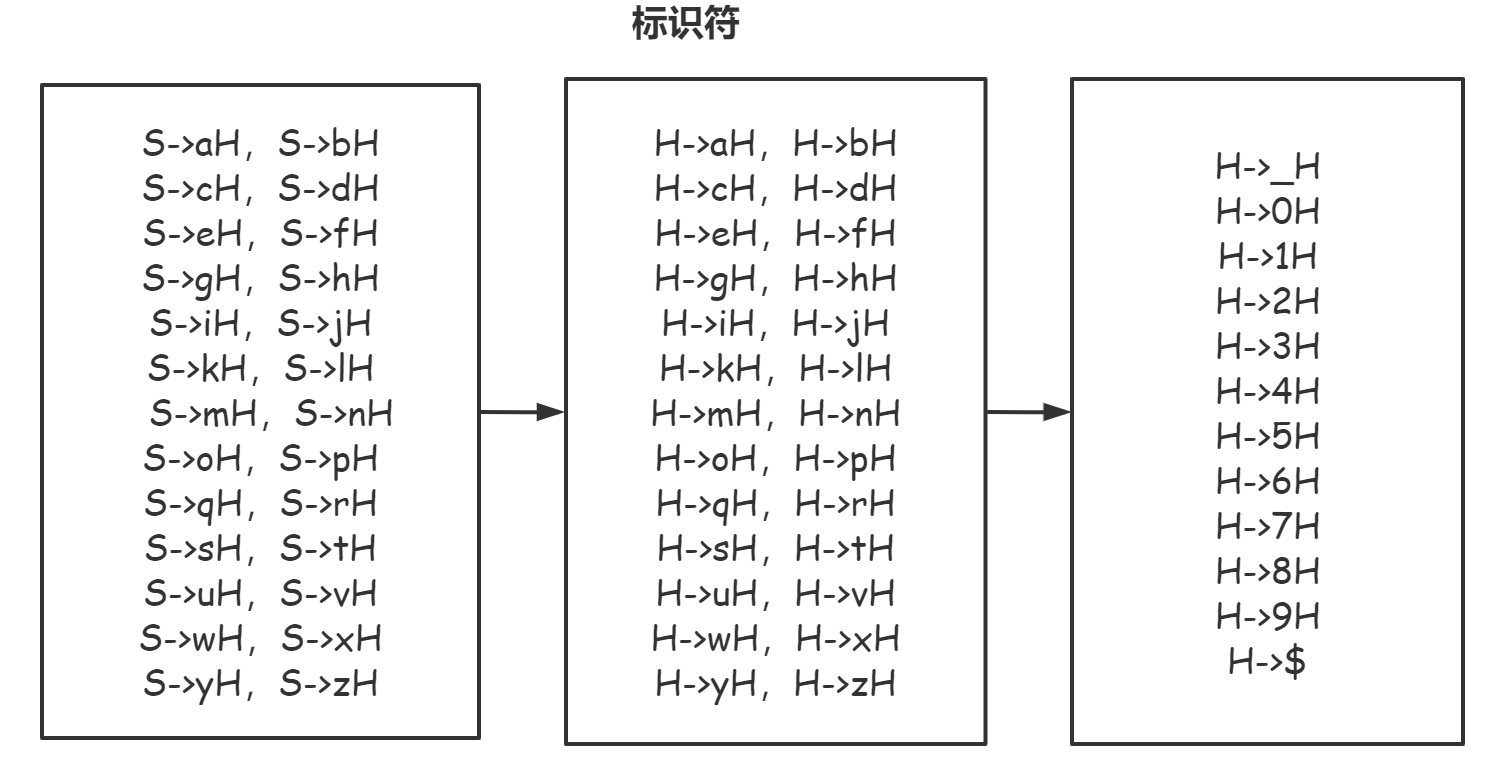 标识符
S->aH, S->bH
S->cH, S->dH
S->eH, S->fH
S->gH, S->hH
S->iH, S->jH
S->kH, S->lH
S->mH, S->nH
S->oH, S->pH
S->qH, S->rH
S->sH, S->tH
S->uH, S->vH
S->wH, S->xH
S->yH, S->zH
H->aH, H->bH
H->cH, H->dH
H->eH, H->fH
H->gH, H->hH
H->iH, H->jH
H->kH, H->lH
H->mH, H->nH
H->oH, H->pH
H->qH, H->rH
H->sH, H->tH
H->uH, H->vH
H->wH, H->xH
H->yH, H->zH
H->_H
H->0H
H->1H
H->2H
H->3H
H->4H
H->5H
H->6H
H->7H
H->8H
H->9H
H->$